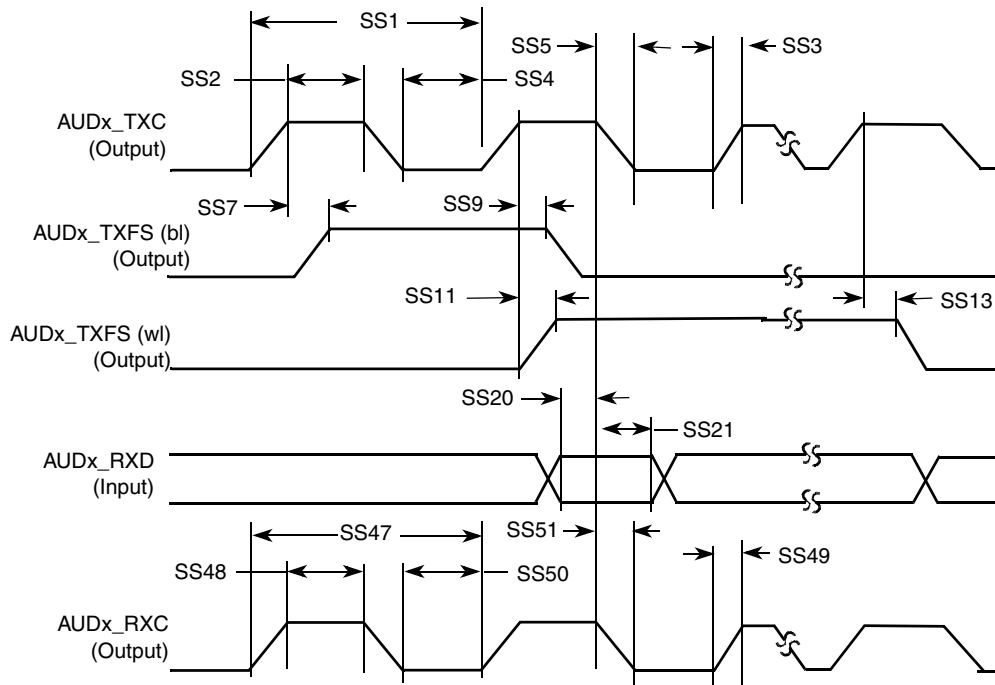 SS1
SS5
SS3
SS2
SS4
AUDx_TXC
(Output)
SS7
SS9
AUDx_TXFS (bl)
(Output)
SS11
SS13
AUDx_TXFS (wl)
(Output)
SS20
SS21
AUDx_RXD
(Input)
SS47
SS51
SS49
SS48
SS50
AUDx_RXC
(Output)